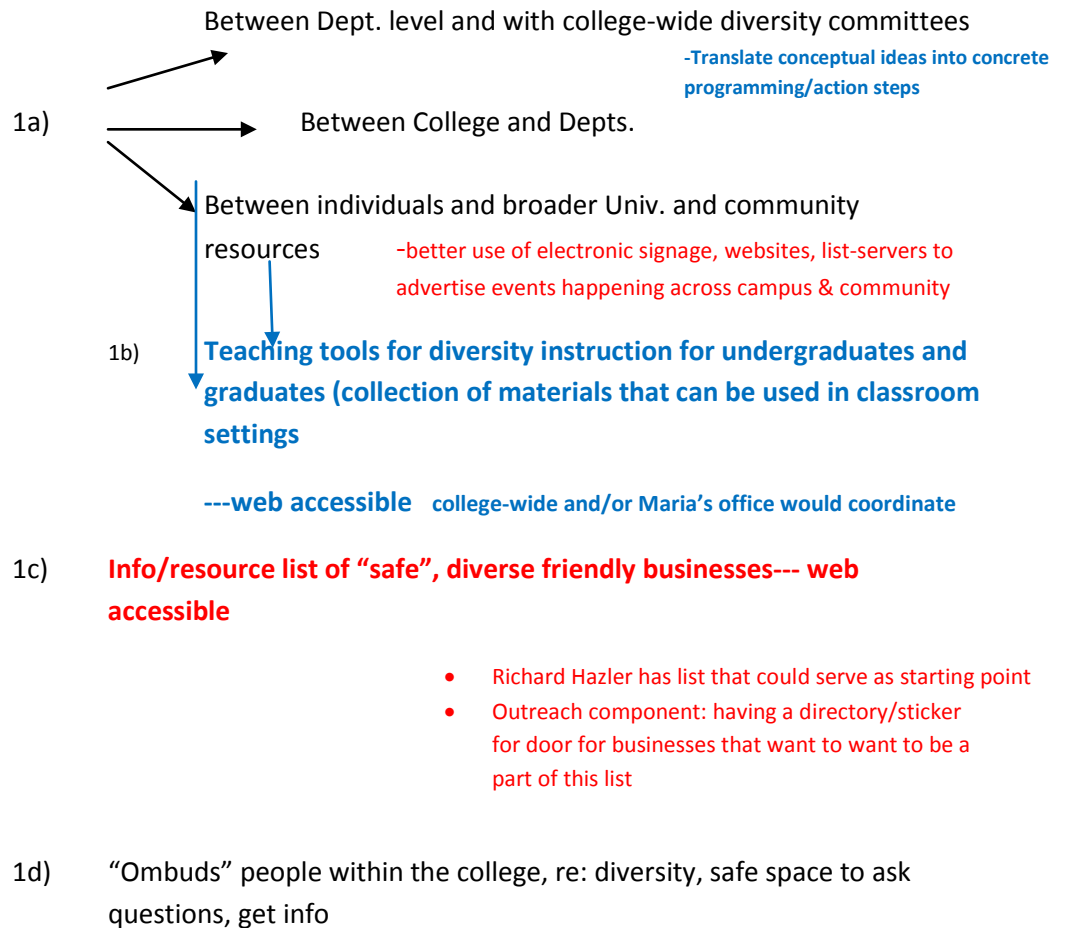 Between Dept. level and with college-wide diversity committees
-Translate conceptual ideas into concrete
programming/action steps
1a) Between College and Depts.
Between individuals and broader Univ. and community
resources -better use of electronic signage, websites, list-servers to
advertise events happening across campus & community
1b) Teaching tools for diversity instruction for undergraduates and
graduates (collection of materials that can be used in classroom
settings
---web accessible college-wide and/or Maria’s office would coordinate
1c) Info/resource list of “safe”, diverse friendly businesses--- web
accessible
• Richard Hazler has list that could serve as starting point
• Outreach component: having a directory/sticker
for door for businesses that want to want to be a
part of this list
1d) “Ombuds” people within the college, re: diversity, safe space to ask
questions, get info